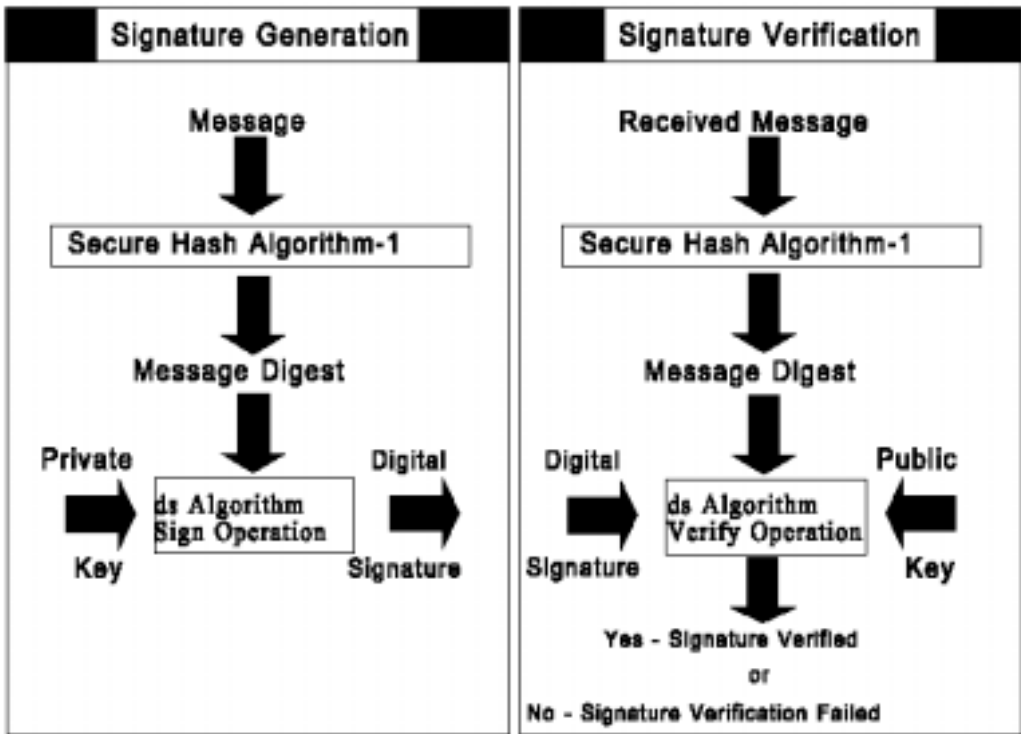 Signature Generation
Message
Secure Hash Algorithm-1
Message Digest
Private
Key
ds Algorithm
Sign Operation
Digital
Signature
Signature Verification
Received Message
Secure Hash Algorithm-1
Message Digest
Digital
Signature
ds Algorithm
Verify Operation
Public
Key
Yes - Signature Verified
or
No - Signature Verification Failed